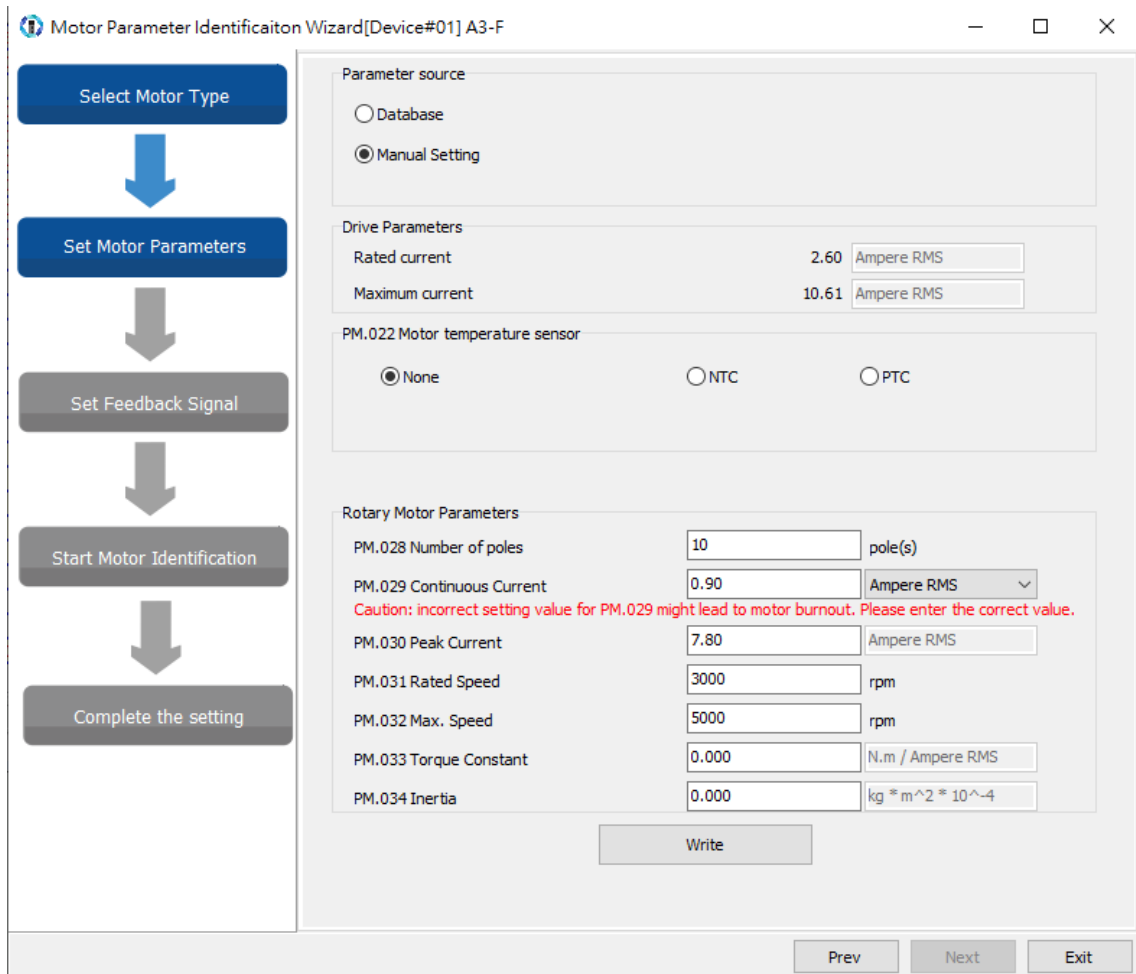 Motor Parameter Identificaiton Wizard[Device#01] A3-F
Select Motor Type
Set Motor Parameters
Set Feedback Signal
Start Motor Identification
Complete the setting
Parameter source
Database
Manual Setting
Drive Parameters
Rated current 2.60 Ampere RMS
Maximum current 10.61 Ampere RMS
PM.022 Motor temperature sensor
None NTC PTC
Rotary Motor Parameters
PM.028 Number of poles 10 pole(s)
PM.029 Continuous Current 0.90 Ampere RMS
Caution: incorrect setting value for PM.029 might lead to motor burnout. Please enter the correct value.
PM.030 Peak Current 7.80 Ampere RMS
PM.031 Rated Speed 3000 rpm
PM.032 Max. Speed 5000 rpm
PM.033 Torque Constant 0.000 N.m / Ampere RMS
PM.034 Inertia 0.000 kg * m^2 * 10^-4
Write
Prev Next Exit